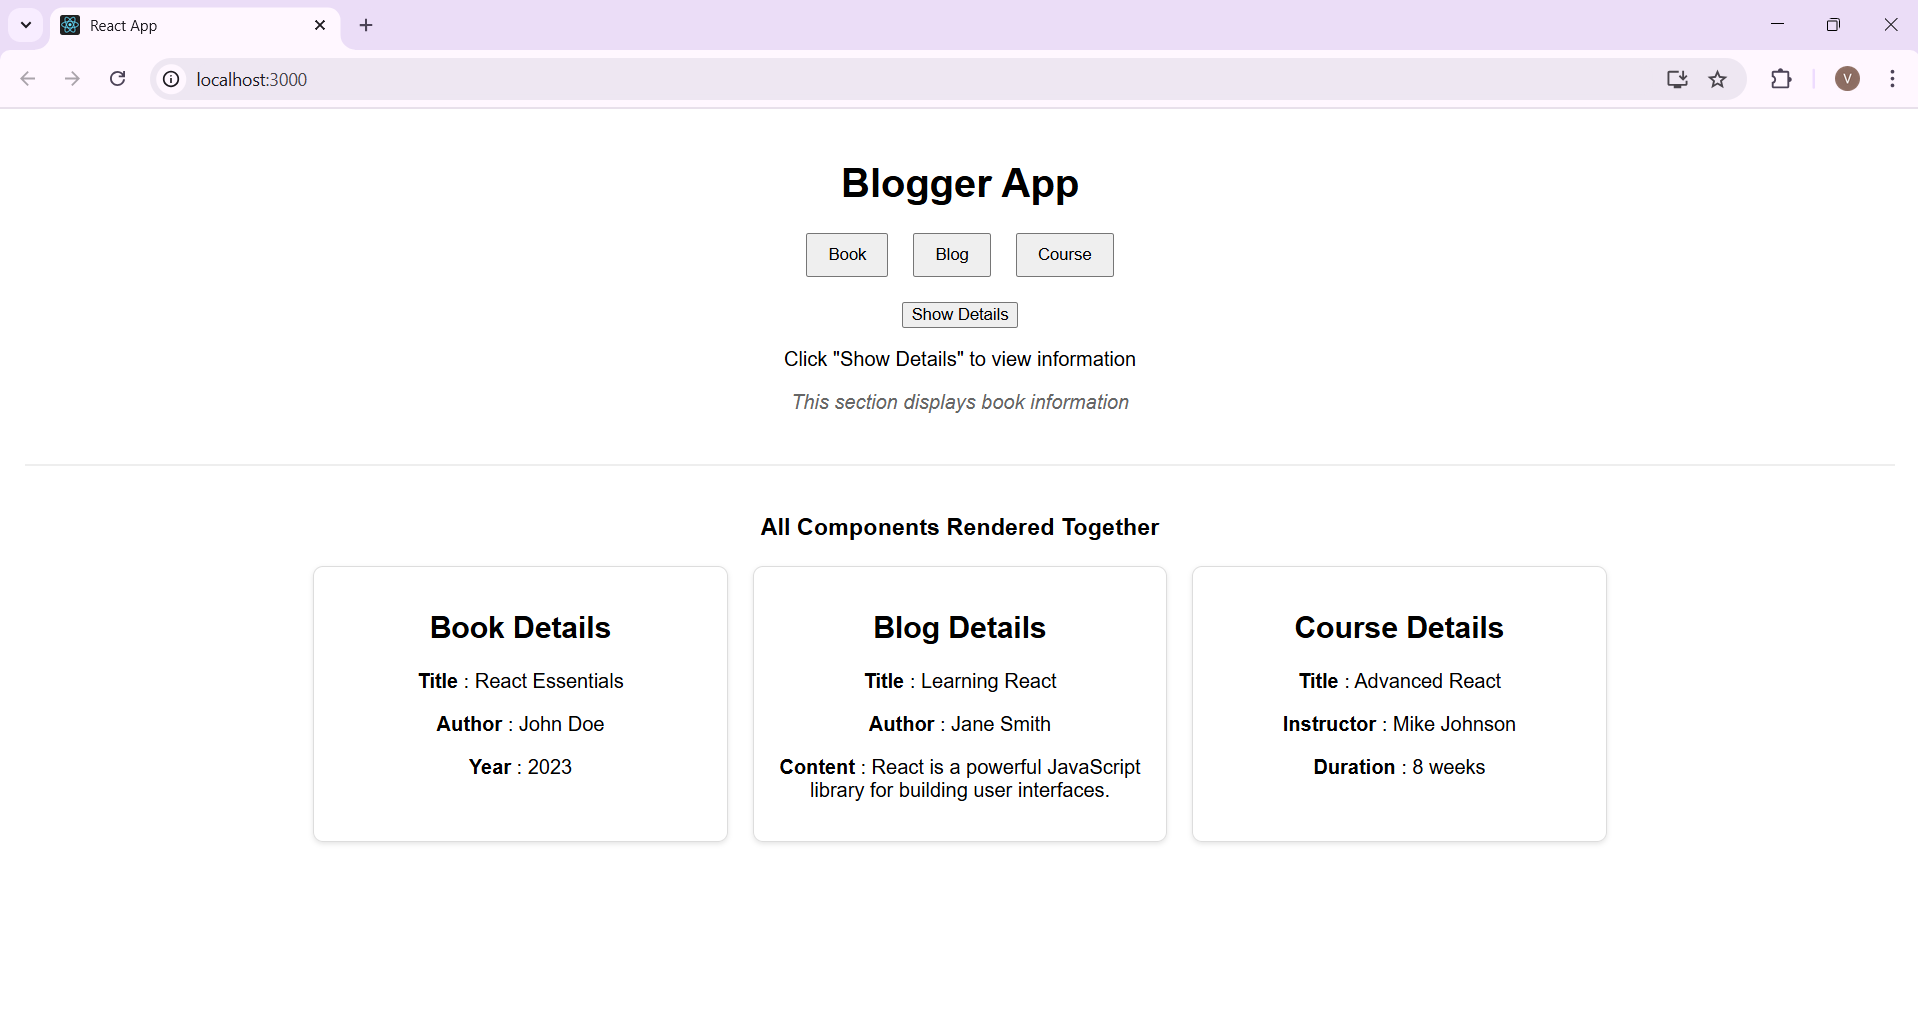 React App
localhost:3000
V
Blogger App
Book Blog Course
Show Details
Click "Show Details" to view information
This section displays book information
All Components Rendered Together
Book Details
Title : React Essentials
Author : John Doe
Year : 2023
Blog Details
Title : Learning React
Author : Jane Smith
Content : React is a powerful JavaScript
library for building user interfaces.
Course Details
Title : Advanced React
Instructor : Mike Johnson
Duration : 8 weeks